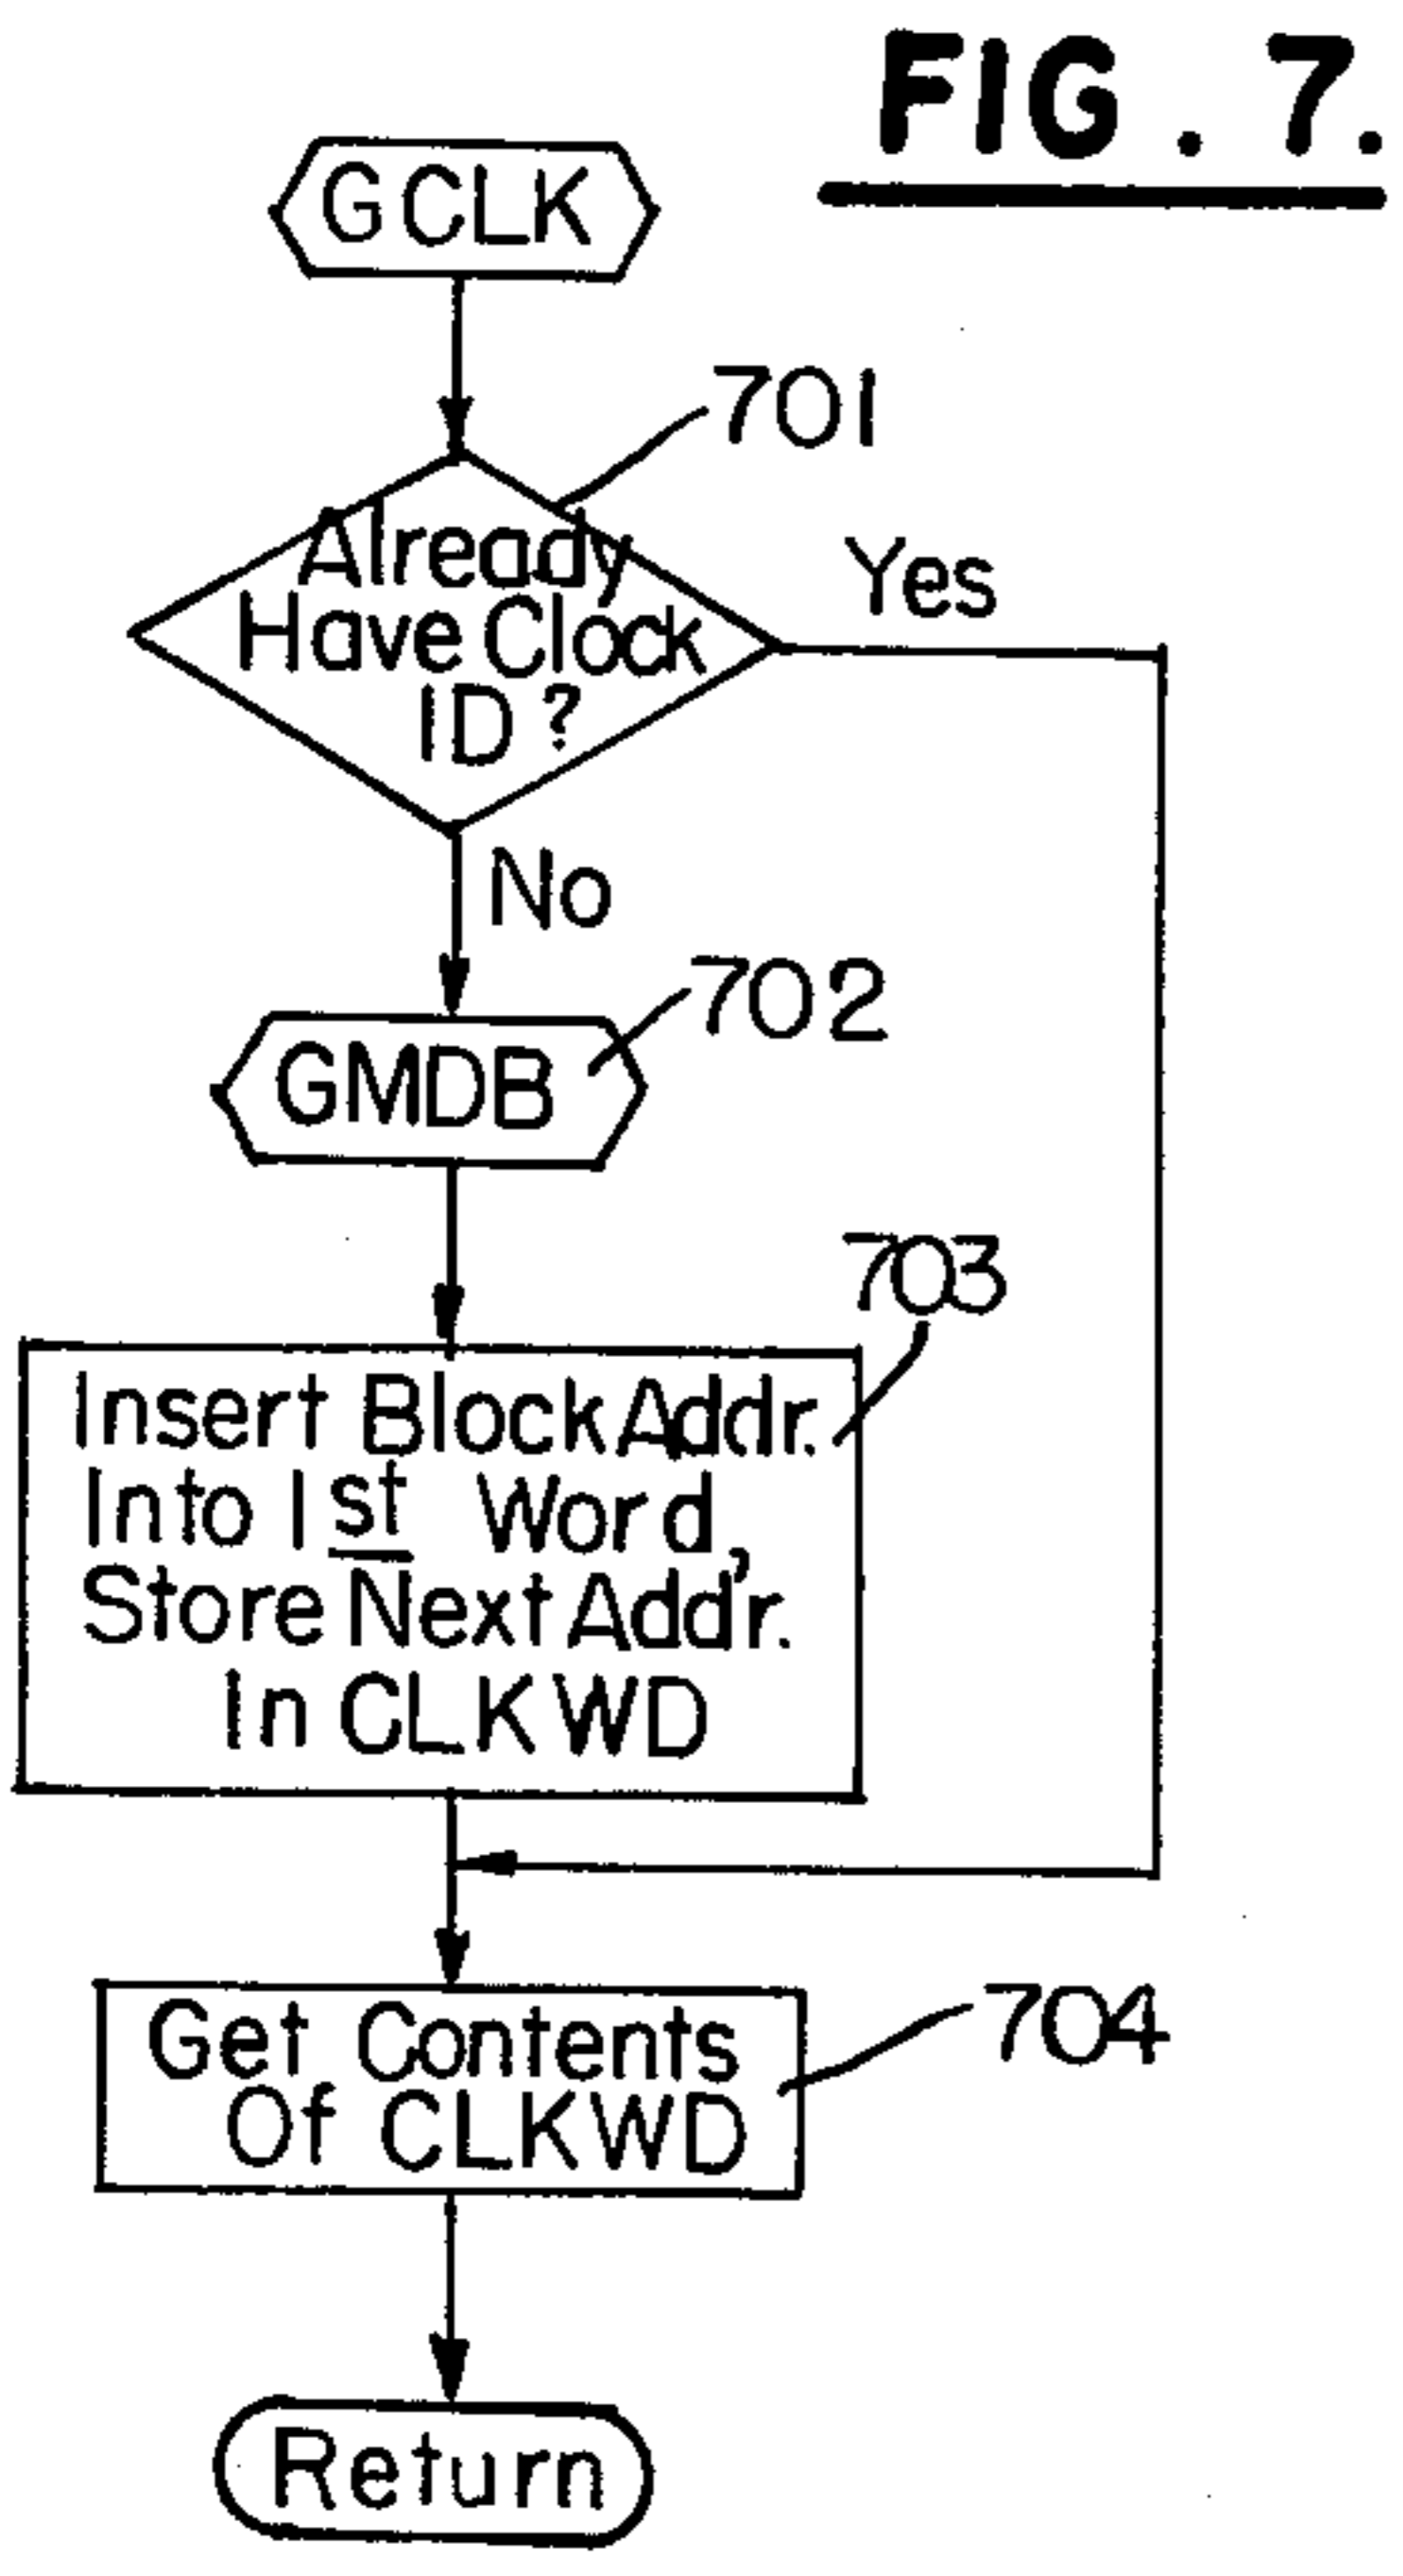 FIG. 7.
GCLK
701
Already
Have Clock
ID?
Yes
No
702
GMDB
703
Insert Block Addr.
Into 1st Word,
Store Next Addr.
In CLKWD
704
Get Contents
Of CLKWD
Return